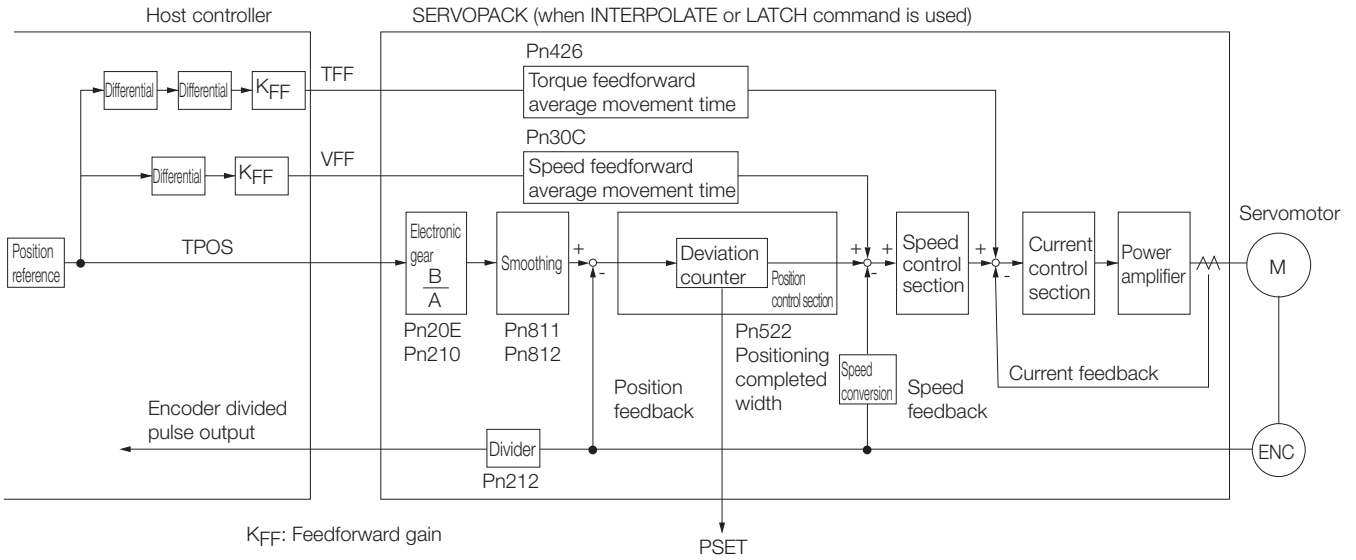 Host controller
SERVOPACK (when INTERPOLATE or LATCH command is used)
Pn426
TFF
Differential
Differential
KFF
Torque feedforward
average movement time
Pn30C
VFF
Differential
KFF
Speed feedforward
average movement time
Servomotor
Position
reference
TPOS
Electronic
gear
B
A
Smoothing
+
-
Deviation
counter
Position
control section
+
+
-
Speed
control
section
+
-
Current
control
section
Power
amplifier
M
Pn20E
Pn210
Pn811
Pn812
Pn522
Positioning
completed
width
Position
feedback
Speed
conversion
Speed
feedback
Current feedback
Encoder divided
pulse output
Divider
Pn212
ENC
KFF: Feedforward gain
PSET